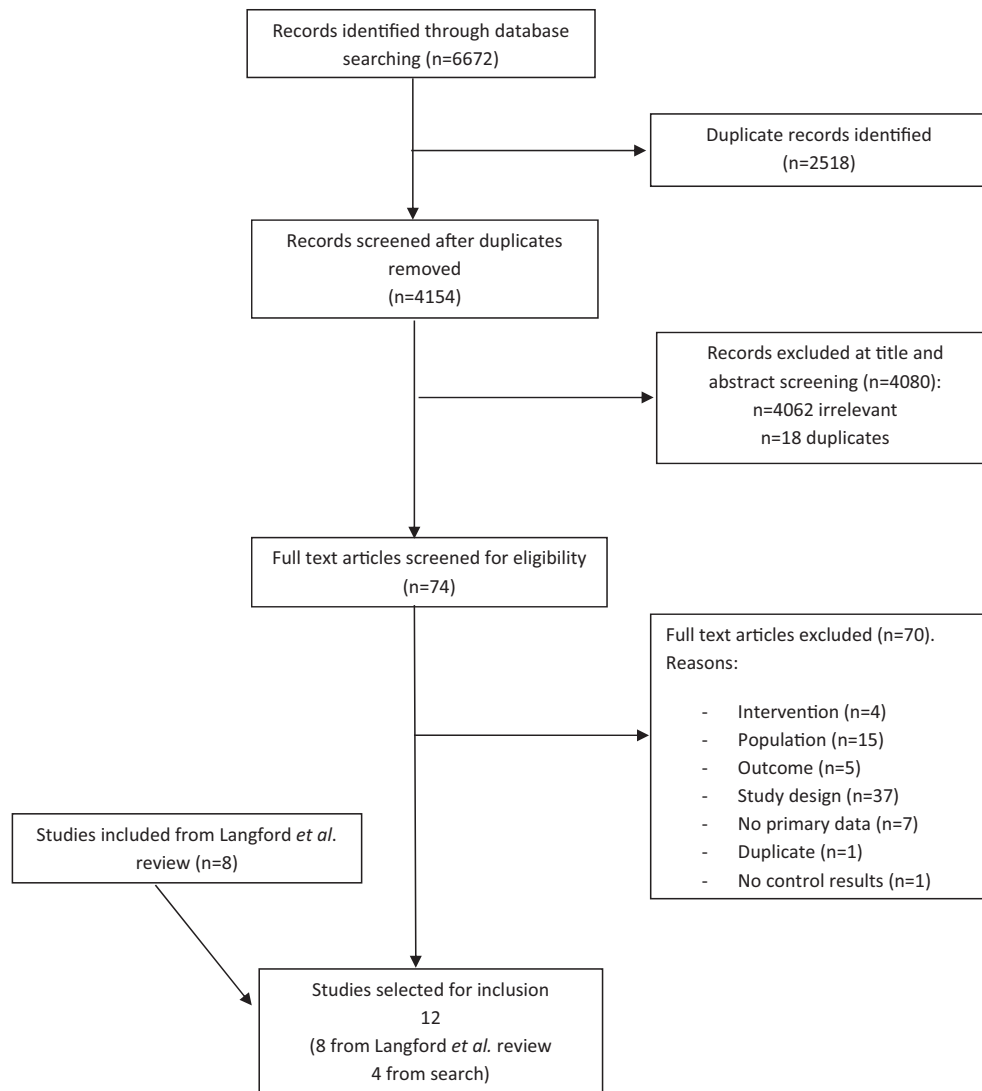 Records identified through database
searching (n=6672)
Duplicate records identified
(n=2518)
Records screened after duplicates
removed
(n=4154)
Records excluded at title and
abstract screening (n=4080):
n=4062 irrelevant
n=18 duplicates
Full text articles screened for eligibility
(n=74)
Full text articles excluded (n=70).
Reasons:
- Intervention (n=4)
- Population (n=15)
- Outcome (n=5)
- Study design (n=37)
- No primary data (n=7)
- Duplicate (n=1)
- No control results (n=1)
Studies included from Langford et al.
review (n=8)
Studies selected for inclusion
12
(8 from Langford et al. review
4 from search)